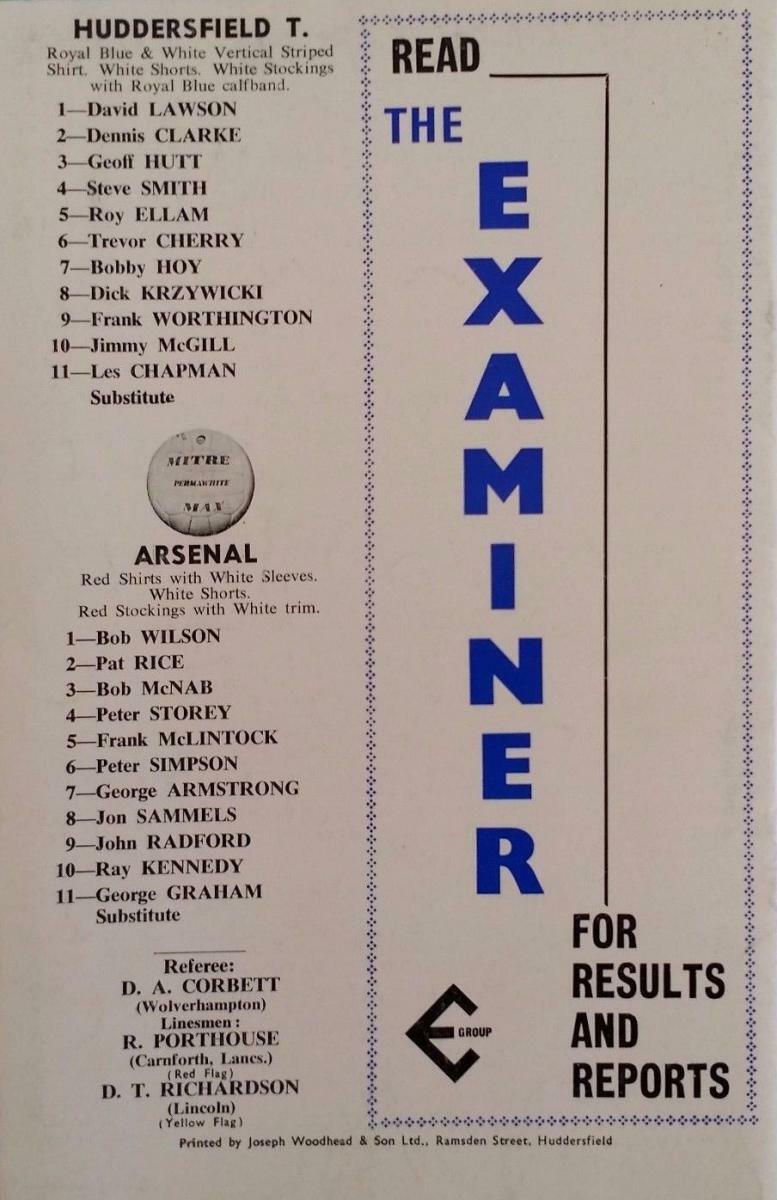 HUDDERSFIELD T.
Royal Blue & White Vertical Striped
Shirt. White Shorts. White Stockings
with Royal Blue calfband.
1—David LAWSON
2—Dennis CLARKE
3—Geoff HUTT
4—Steve SMITH
5—Roy ELLAM
6—Trevor CHERRY
7—Bobby HOY
8—Dick KRZYWICKI
9—Frank WORTHINGTON
10—Jimmy McGILL
11—Les CHAPMAN
Substitute
MITRE
PERMAWHITE
MAX
ARSENAL
Red Shirts with White Sleeves.
White Shorts.
Red Stockings with White trim.
1—Bob WILSON
2—Pat RICE
3—Bob McNAB
4—Peter STOREY
5—Frank McLINTOCK
6—Peter SIMPSON
7—George ARMSTRONG
8—Jon SAMMELS
9—John RADFORD
10—Ray KENNEDY
11—George GRAHAM
Substitute
Referee:
D. A. CORBETT
(Wolverhampton)
Linesmen :
R. PORTHOUSE
(Carnforth, Lancs.)
(Red Flag)
D. T. RICHARDSON
(Lincoln)
(Yellow Flag)
READ
THE
EXAMINER
E GROUP
FOR
RESULTS
AND
REPORTS
Printed by Joseph Woodhead & Son Ltd., Ramsden Street, Huddersfield